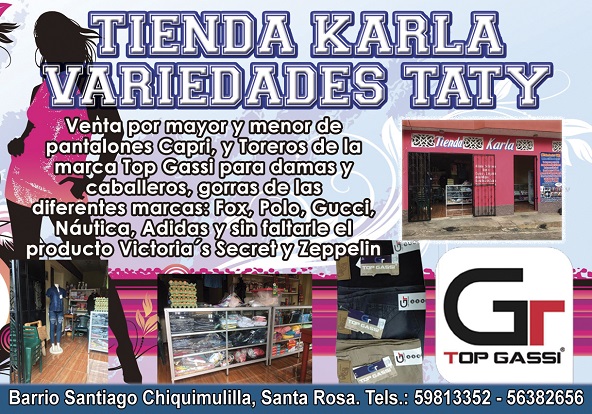 TIENDA KARLA
VARIEDADES TATY
Venta por mayor y menor de
pantalones Capri, y Toreros de la
marca Top Gassi para damas y
caballeros, gorras de las
diferentes marcas: Fox, Polo, Gucci,
Náutica, Adidas y sin faltarle el
producto Victoria´s Secret y Zeppelin
Tienda Karla
TOP GASSI
GT
TOP GASSI®
Barrio Santiago Chiquimulilla, Santa Rosa. Tels.: 59813352 - 56382656